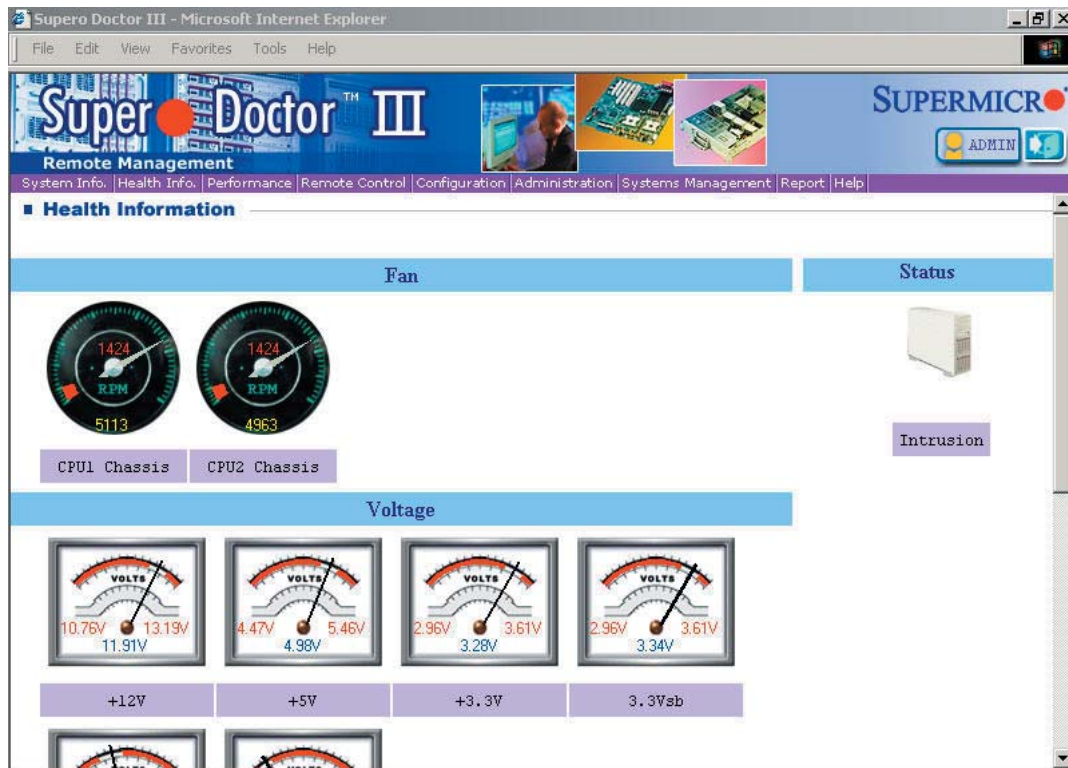 Supero Doctor III - Microsoft Internet Explorer
File Edit View Favorites Tools Help
Super Doctor™ III
SUPERMICR
Remote Management
ADMIN
System Info. Health Info. Performance Remote Control Configuration Administration Systems Management Report Help
Health Information
Fan
Status
1424 1424
RPM RPM
5113 4963
CPU1 Chassis CPU2 Chassis
Intrusion
Voltage
VOLTS VOLTS VOLTS VOLTS
10.76V 13.19V 4.47V 5.46V 2.96V 3.61V 2.96V 3.61V
11.91V 4.98V 3.28V 3.34V
+12V +5V +3.3V 3.3Vsb